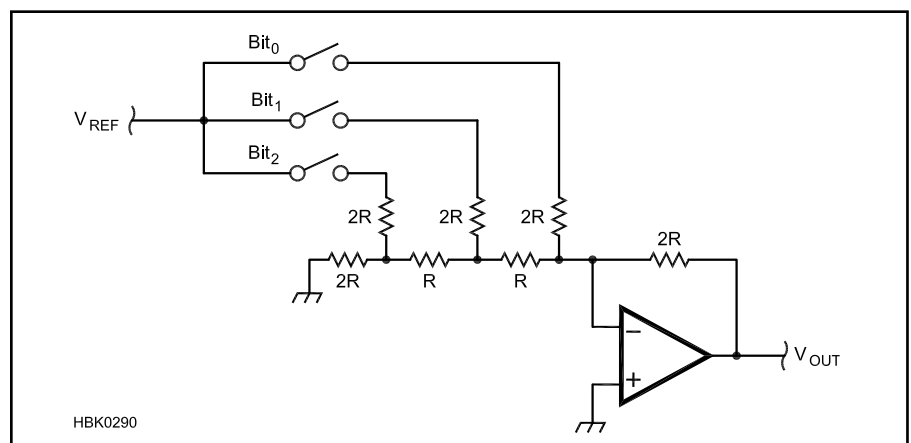 Bit0
VREF
Bit1
Bit2
2R
2R
2R
2R
R
R
2R
−
+
VOUT
HBK0290